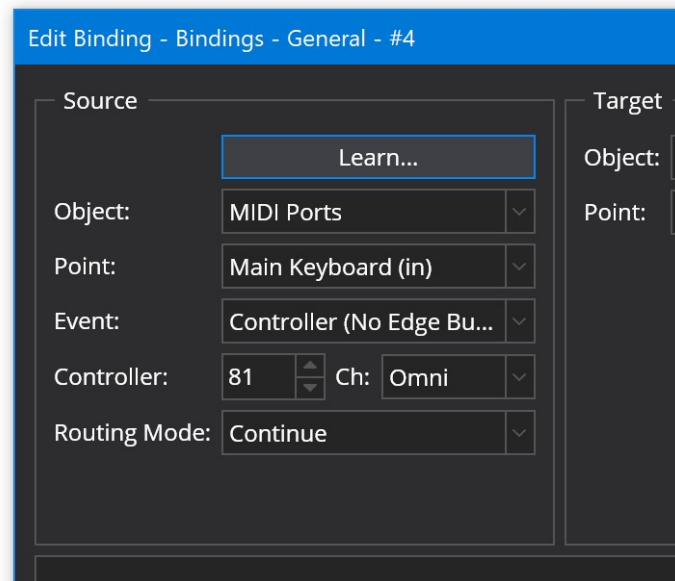 Edit Binding - Bindings - General - #4
Source
Target
Learn...
Object:
Object: MIDI Ports
Point:
Point: Main Keyboard (in)
Event: Controller (No Edge Bu...
Controller: 81 Ch: Omni
Routing Mode: Continue